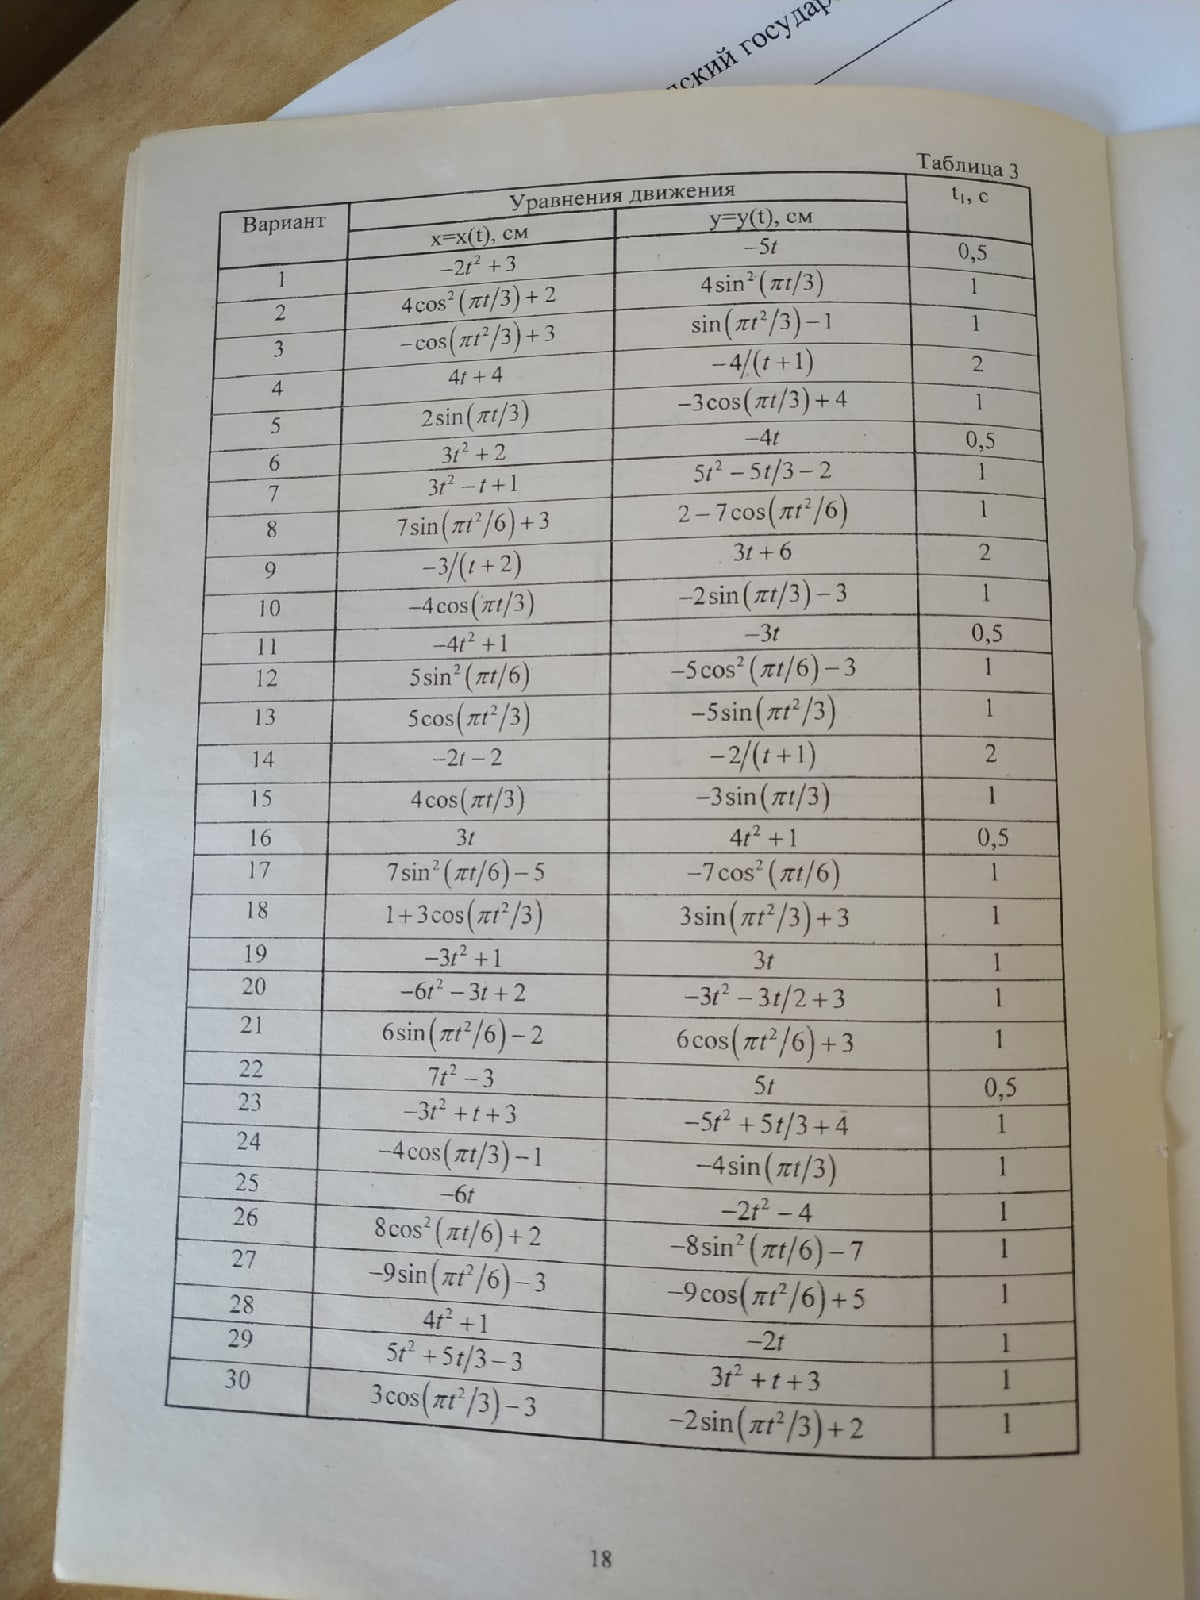 ский государ
Таблица 3
Вариант Уравнения движения t₁, с
x=x(t), см y=y(t), см
1 −2t² +3 −5t 0,5
2 4cos²(πt/3)+2 4sin²(πt/3) 1
3 −cos(πt²/3)+3 sin(πt²/3)−1 1
4 4t+4 −4/(t+1) 2
5 2sin(πt/3) −3cos(πt/3)+4 1
6 3t² +2 −4t 0,5
7 3t² −t+1 5t² −5t/3−2 1
8 7sin(πt²/6)+3 2−7cos(πt²/6) 1
9 −3/(t+2) 3t+6 2
10 −4cos(πt/3) −2sin(πt/3)−3 1
11 −4t² +1 −3t 0,5
12 5sin²(πt/6) −5cos²(πt/6)−3 1
13 5cos(πt²/3) −5sin(πt²/3) 1
14 −2t−2 −2/(t+1) 2
15 4cos(πt/3) −3sin(πt/3) 1
16 3t 4t² +1 0,5
17 7sin²(πt/6)−5 −7cos²(πt/6) 1
18 1+3cos(πt²/3) 3sin(πt²/3)+3 1
19 −3t² +1 3t 1
20 −6t² −3t+2 −3t² −3t/2+3 1
21 6sin(πt²/6)−2 6cos(πt²/6)+3 1
22 7t² −3 5t 0,5
23 −3t² +t+3 −5t² +5t/3+4 1
24 −4cos(πt/3)−1 −4sin(πt/3) 1
25 −6t −2t² −4 1
26 8cos²(πt/6)+2 −8sin²(πt/6)−7 1
27 −9sin(πt²/6)−3 −9cos(πt²/6)+5 1
28 4t² +1 −2t 1
29 5t² +5t/3−3 3t² +t+3 1
30 3cos(πt²/3)−3 −2sin(πt²/3)+2 1
18